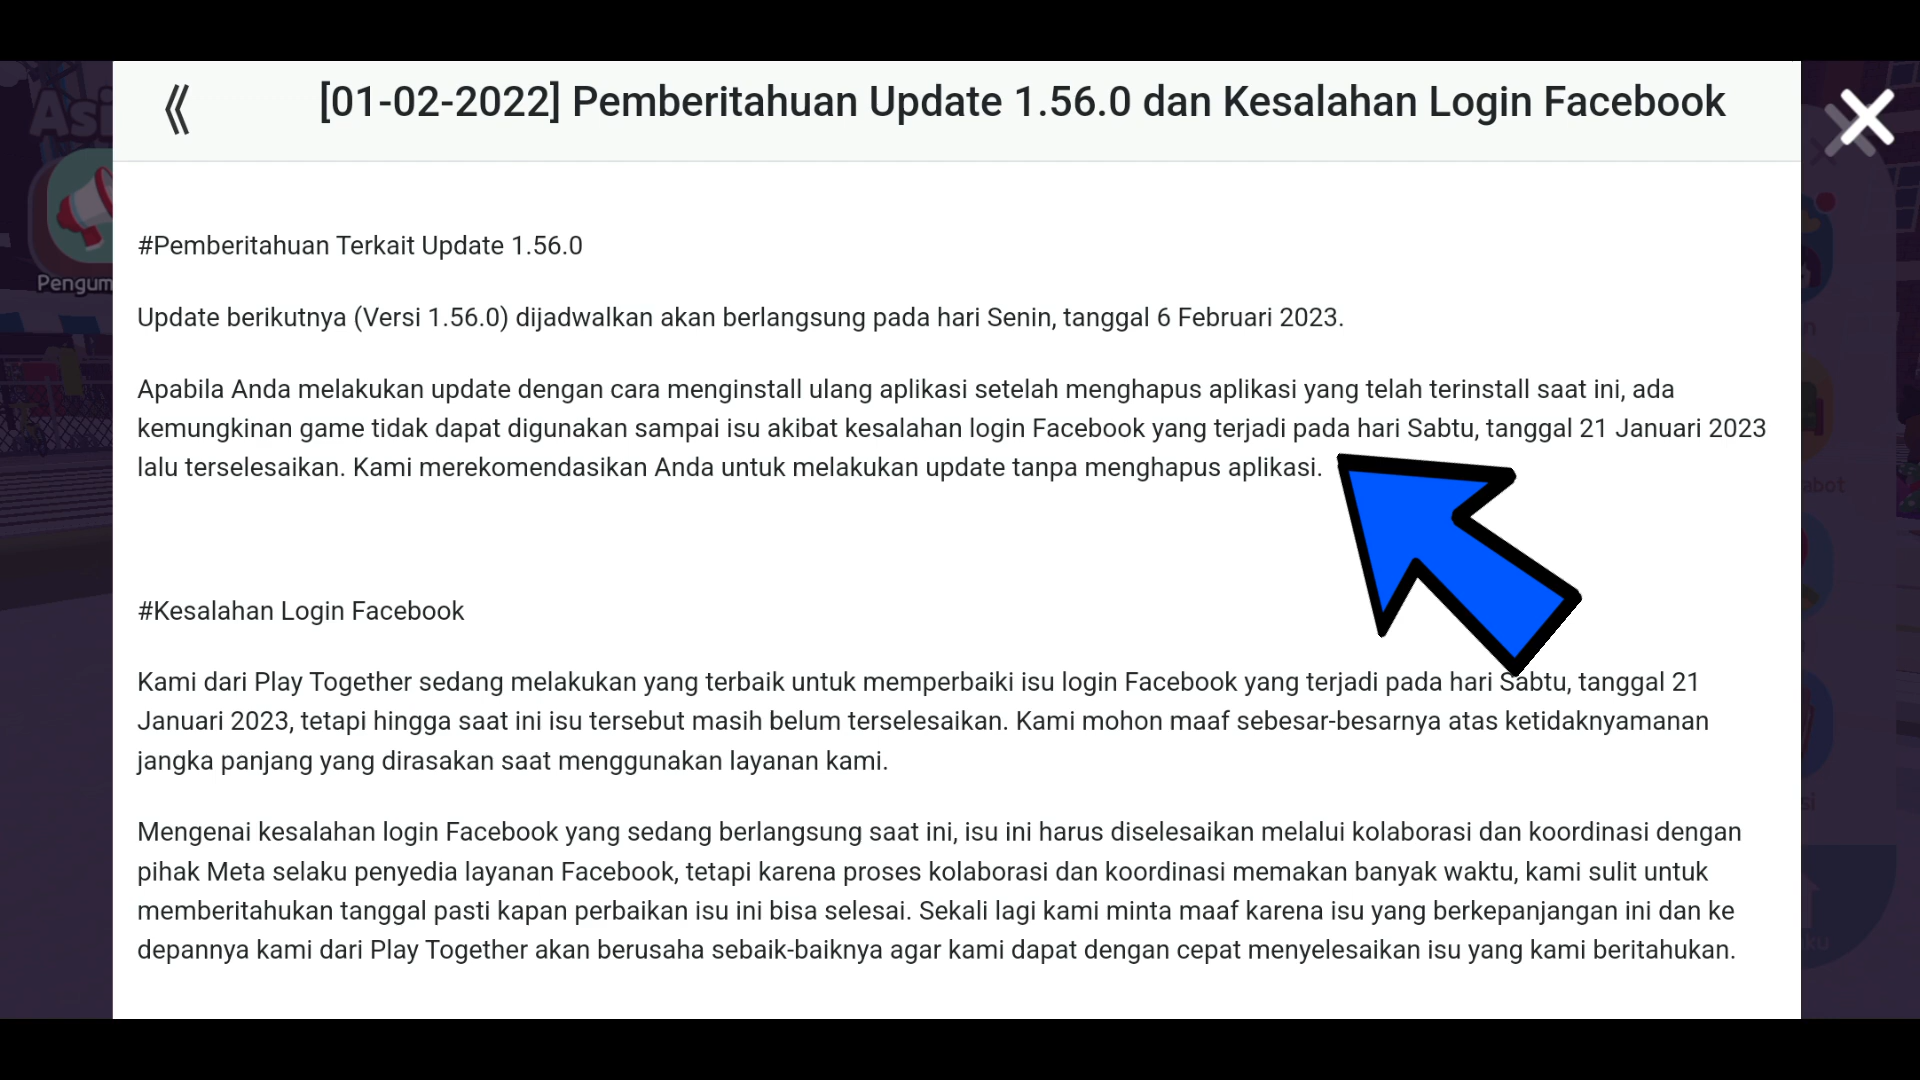 [01-02-2022] Pemberitahuan Update 1.56.0 dan Kesalahan Login Facebook
Asi
Pengum
#Pemberitahuan Terkait Update 1.56.0
Update berikutnya (Versi 1.56.0) dijadwalkan akan berlangsung pada hari Senin, tanggal 6 Februari 2023.
Apabila Anda melakukan update dengan cara menginstall ulang aplikasi setelah menghapus aplikasi yang telah terinstall saat ini, ada
kemungkinan game tidak dapat digunakan sampai isu akibat kesalahan login Facebook yang terjadi pada hari Sabtu, tanggal 21 Januari 2023
lalu terselesaikan. Kami merekomendasikan Anda untuk melakukan update tanpa menghapus aplikasi.
#Kesalahan Login Facebook
Kami dari Play Together sedang melakukan yang terbaik untuk memperbaiki isu login Facebook yang terjadi pada hari Sabtu, tanggal 21
Januari 2023, tetapi hingga saat ini isu tersebut masih belum terselesaikan. Kami mohon maaf sebesar-besarnya atas ketidaknyamanan
jangka panjang yang dirasakan saat menggunakan layanan kami.
Mengenai kesalahan login Facebook yang sedang berlangsung saat ini, isu ini harus diselesaikan melalui kolaborasi dan koordinasi dengan
pihak Meta selaku penyedia layanan Facebook, tetapi karena proses kolaborasi dan koordinasi memakan banyak waktu, kami sulit untuk
memberitahukan tanggal pasti kapan perbaikan isu ini bisa selesai. Sekali lagi kami minta maaf karena isu yang berkepanjangan ini dan ke
depannya kami dari Play Together akan berusaha sebaik-baiknya agar kami dapat dengan cepat menyelesaikan isu yang kami beritahukan.